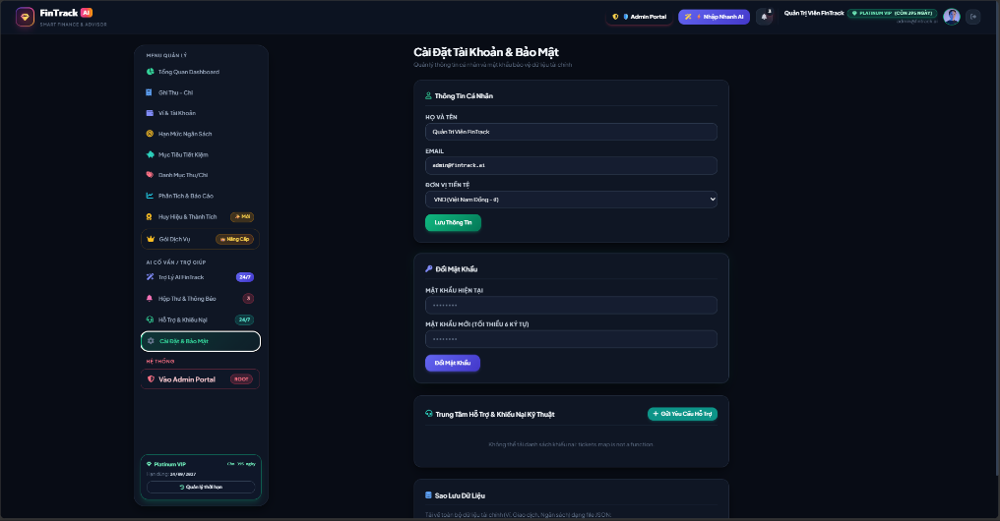 FinTrack AI
SMART FINANCE & ADVISOR
Admin Portal
Nhập Nhanh AI
3
Quản Trị Viên FinTrack
PLATINUM VIP (CÒN 395 NGÀY)
admin@fintrack.ai
MENU QUẢN LÝ
Tổng Quan Dashboard
Ghi Thu - Chi
Ví & Tài Khoản
Hạn Mức Ngân Sách
Mục Tiêu Tiết Kiệm
Danh Mục Thu/Chi
Phân Tích & Báo Cáo
Huy Hiệu & Thành Tích
MỚI
Gói Dịch Vụ
Nâng Cấp
AI CỐ VẤN / TRỢ GIÚP
Trợ Lý AI FinTrack
24/7
Hộp Thư & Thông Báo
3
Hỗ Trợ & Khiếu Nại
24/7
Cài Đặt & Bảo Mật
HỆ THỐNG
Vào Admin Portal
ROOT
Platinum VIP
Còn 395 ngày
Hạn dùng: 24/08/2027
Quản lý thời hạn
Cài Đặt Tài Khoản & Bảo Mật
Quản lý thông tin cá nhân và mật khẩu bảo vệ dữ liệu tài chính
Thông Tin Cá Nhân
HỌ VÀ TÊN
Quản Trị Viên FinTrack
EMAIL
admin@fintrack.ai
ĐƠN VỊ TIỀN TỆ
VND (Việt Nam Đồng - ₫)
Lưu Thông Tin
Đổi Mật Khẩu
MẬT KHẨU HIỆN TẠI
••••••••
MẬT KHẨU MỚI (TỐI THIỂU 6 KÝ TỰ)
••••••••
Đổi Mật Khẩu
Trung Tâm Hỗ Trợ & Khiếu Nại Kỹ Thuật
+ Gửi Yêu Cầu Hỗ Trợ
Không thể tải danh sách khiếu nại: tickets.map is not a function
Sao Lưu Dữ Liệu
Tải về toàn bộ dữ liệu tài chính (Ví, Giao dịch, Ngân sách) dạng file JSON.